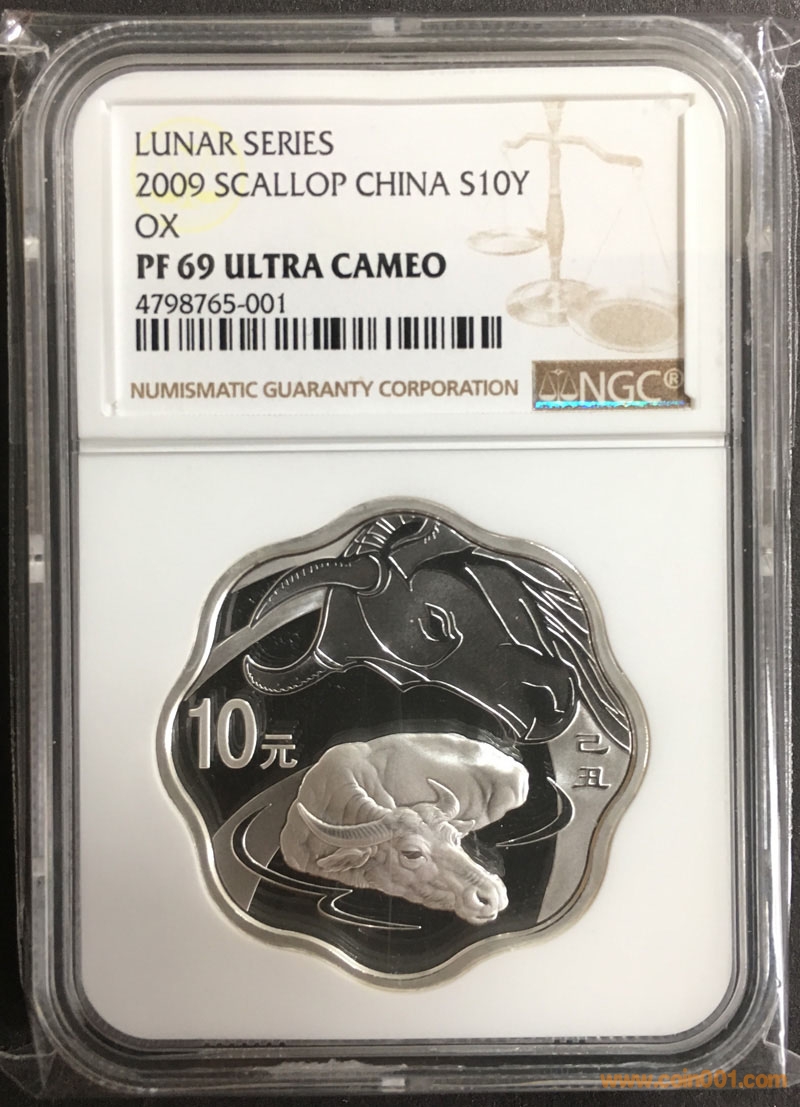 LUNAR SERIES
2009 SCALLOP CHINA S10Y
OX
PF 69 ULTRA CAMEO
4798765-001
NUMISMATIC GUARANTY CORPORATION
NGC®
10元
己丑
www.coin001.com